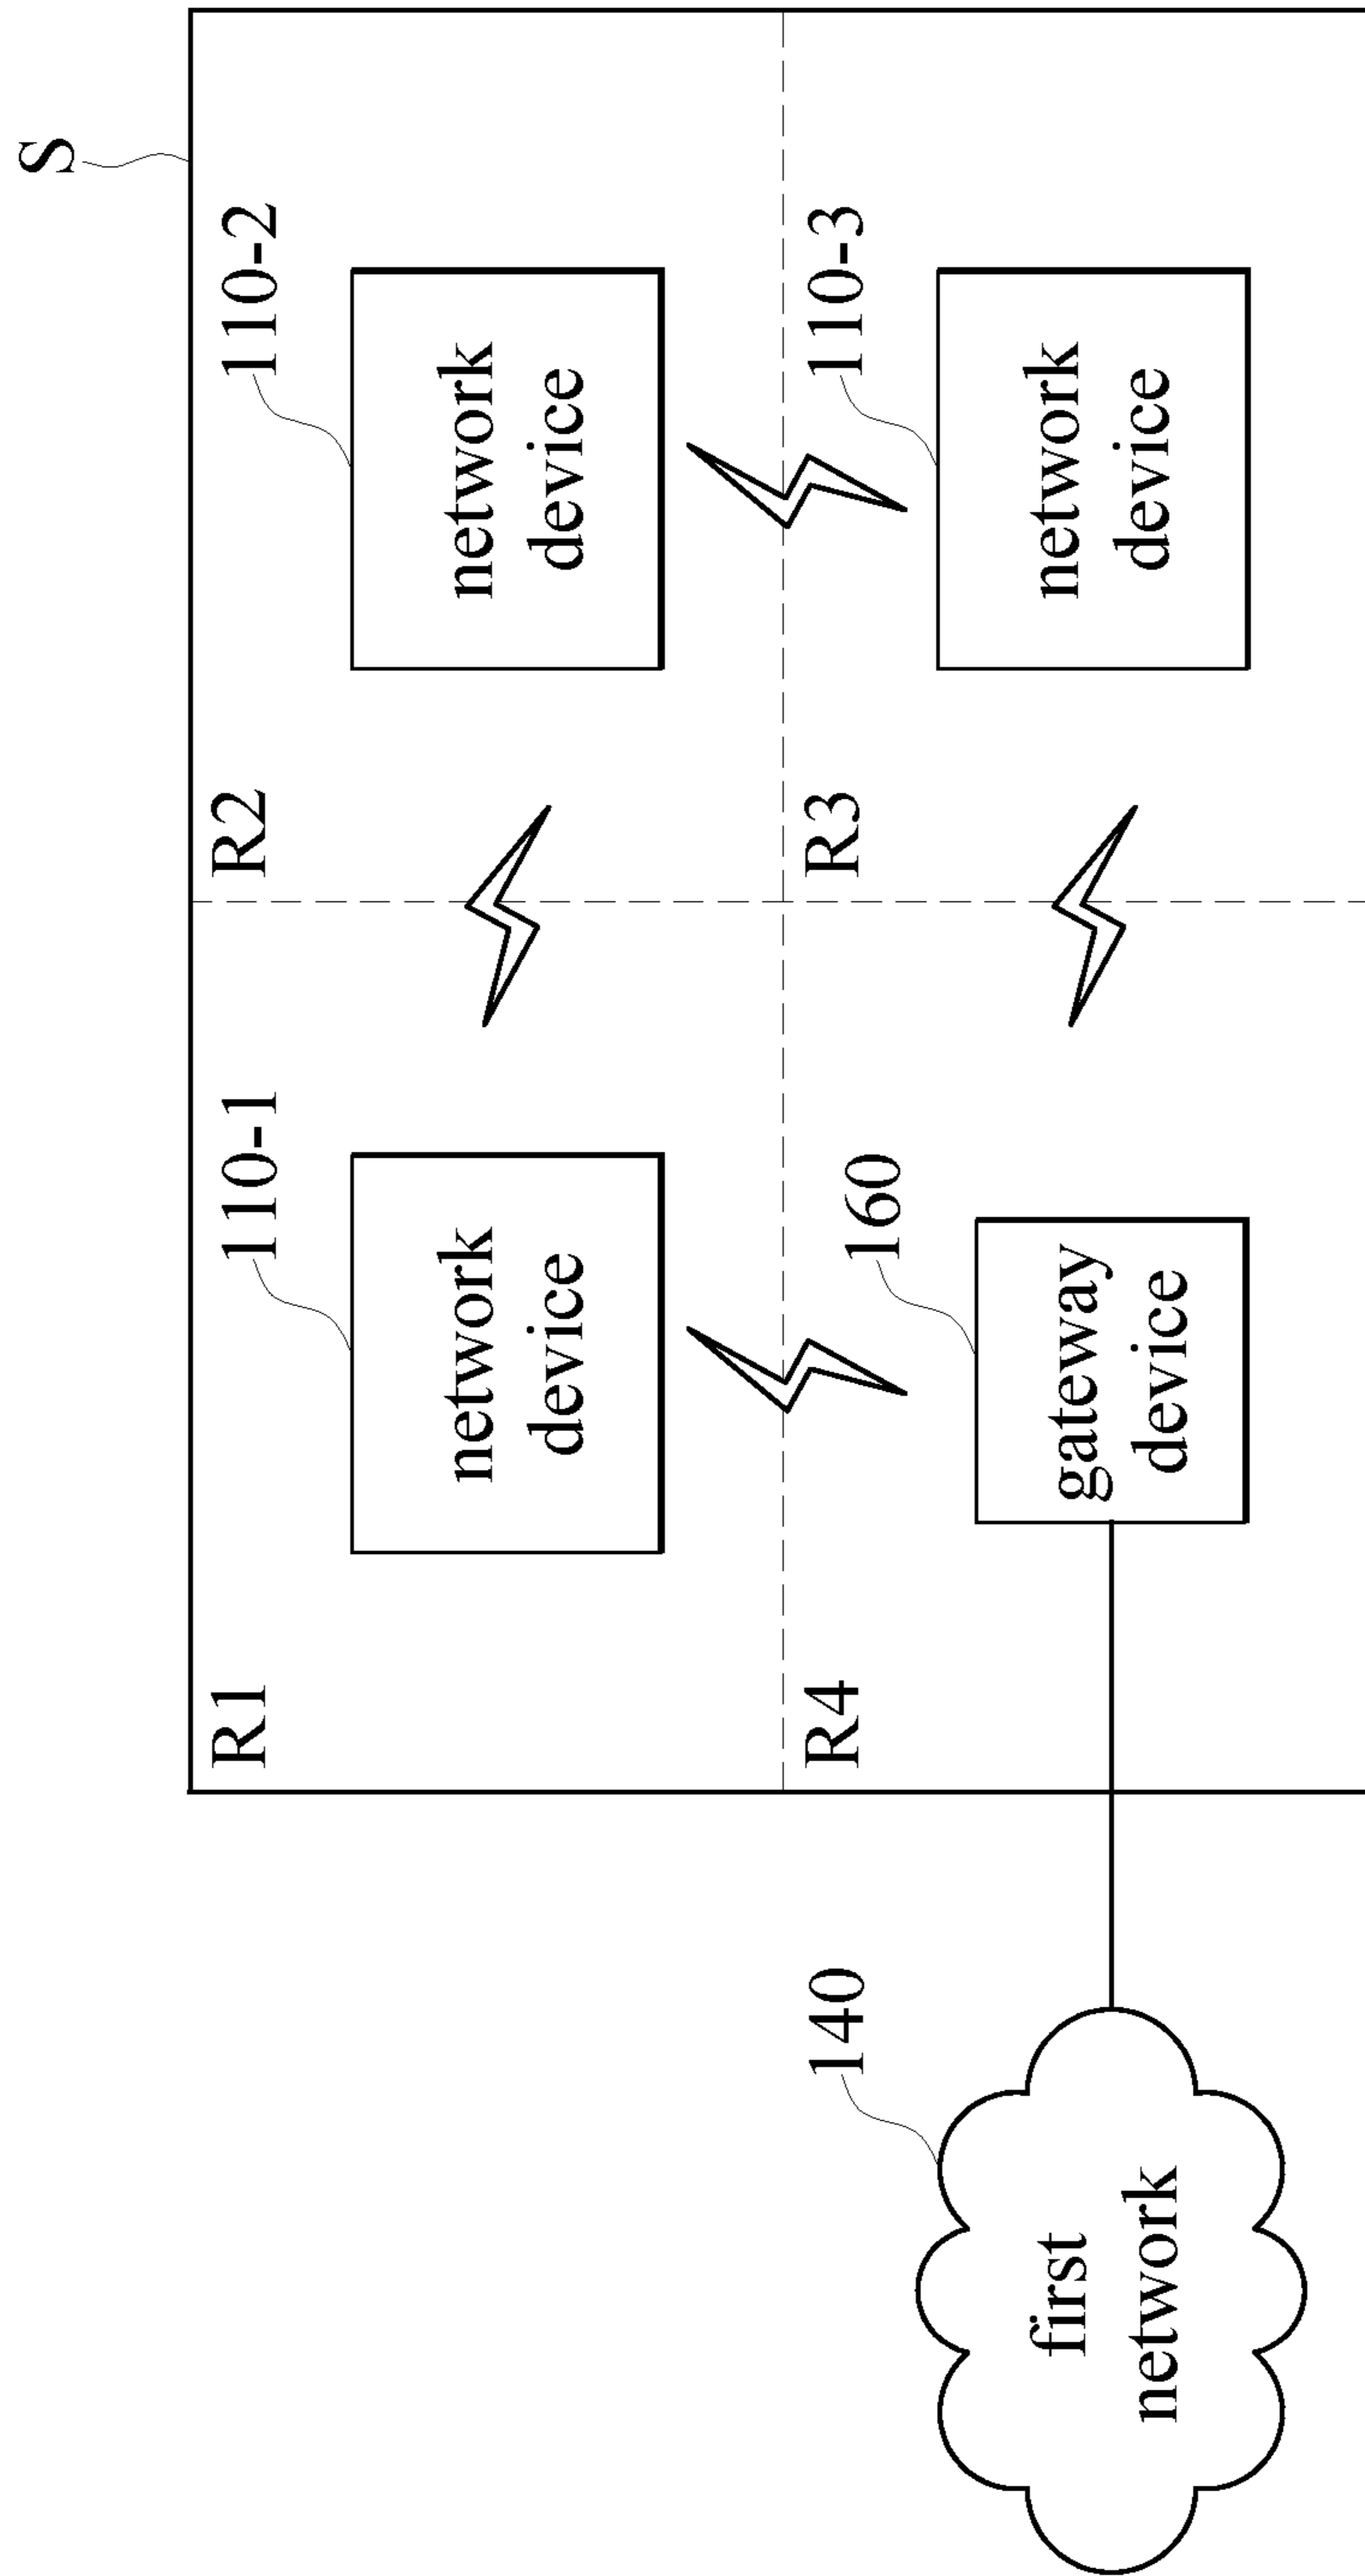 S
R1
110-1
network
device
R2
110-2
network
device
140
first
network
R4
160
gateway
device
R3
110-3
network
device